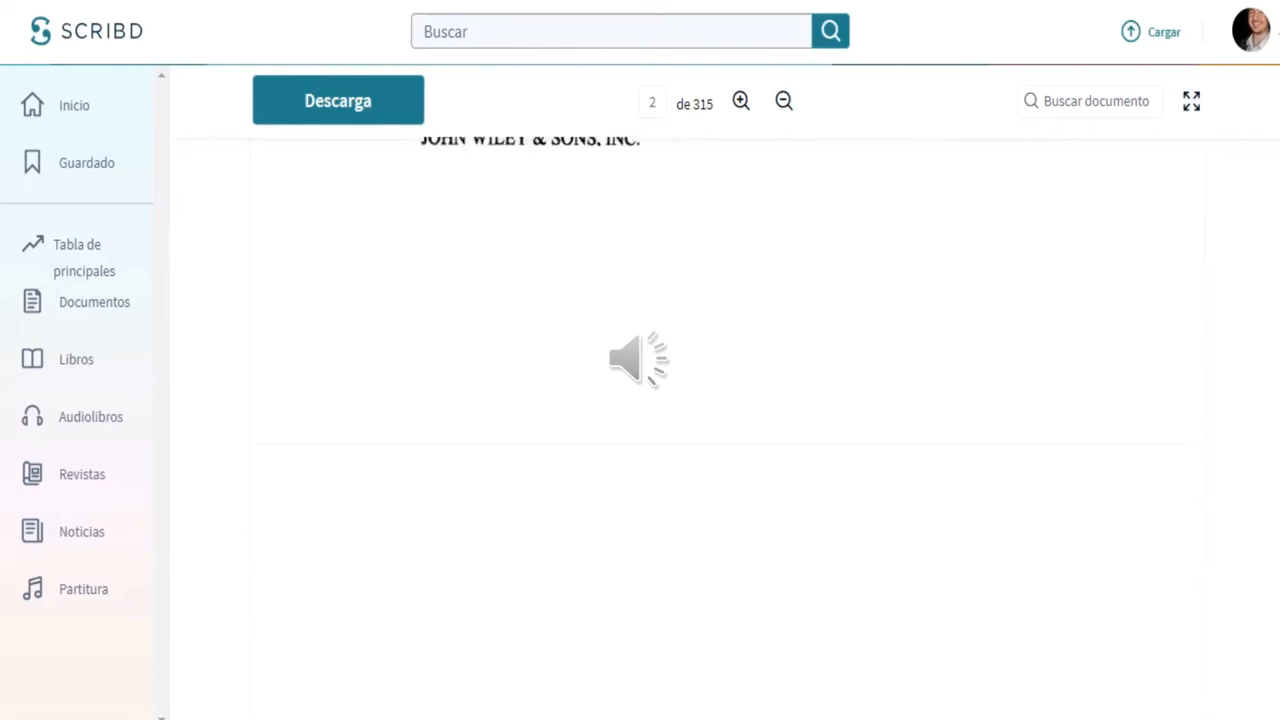 SCRIBD
Buscar
Cargar
Inicio
Descarga
2 de 315
Buscar documento
JOHN WILEY & SONS, INC.
Guardado
Tabla de
principales
Documentos
Libros
Audiolibros
Revistas
Noticias
Partitura